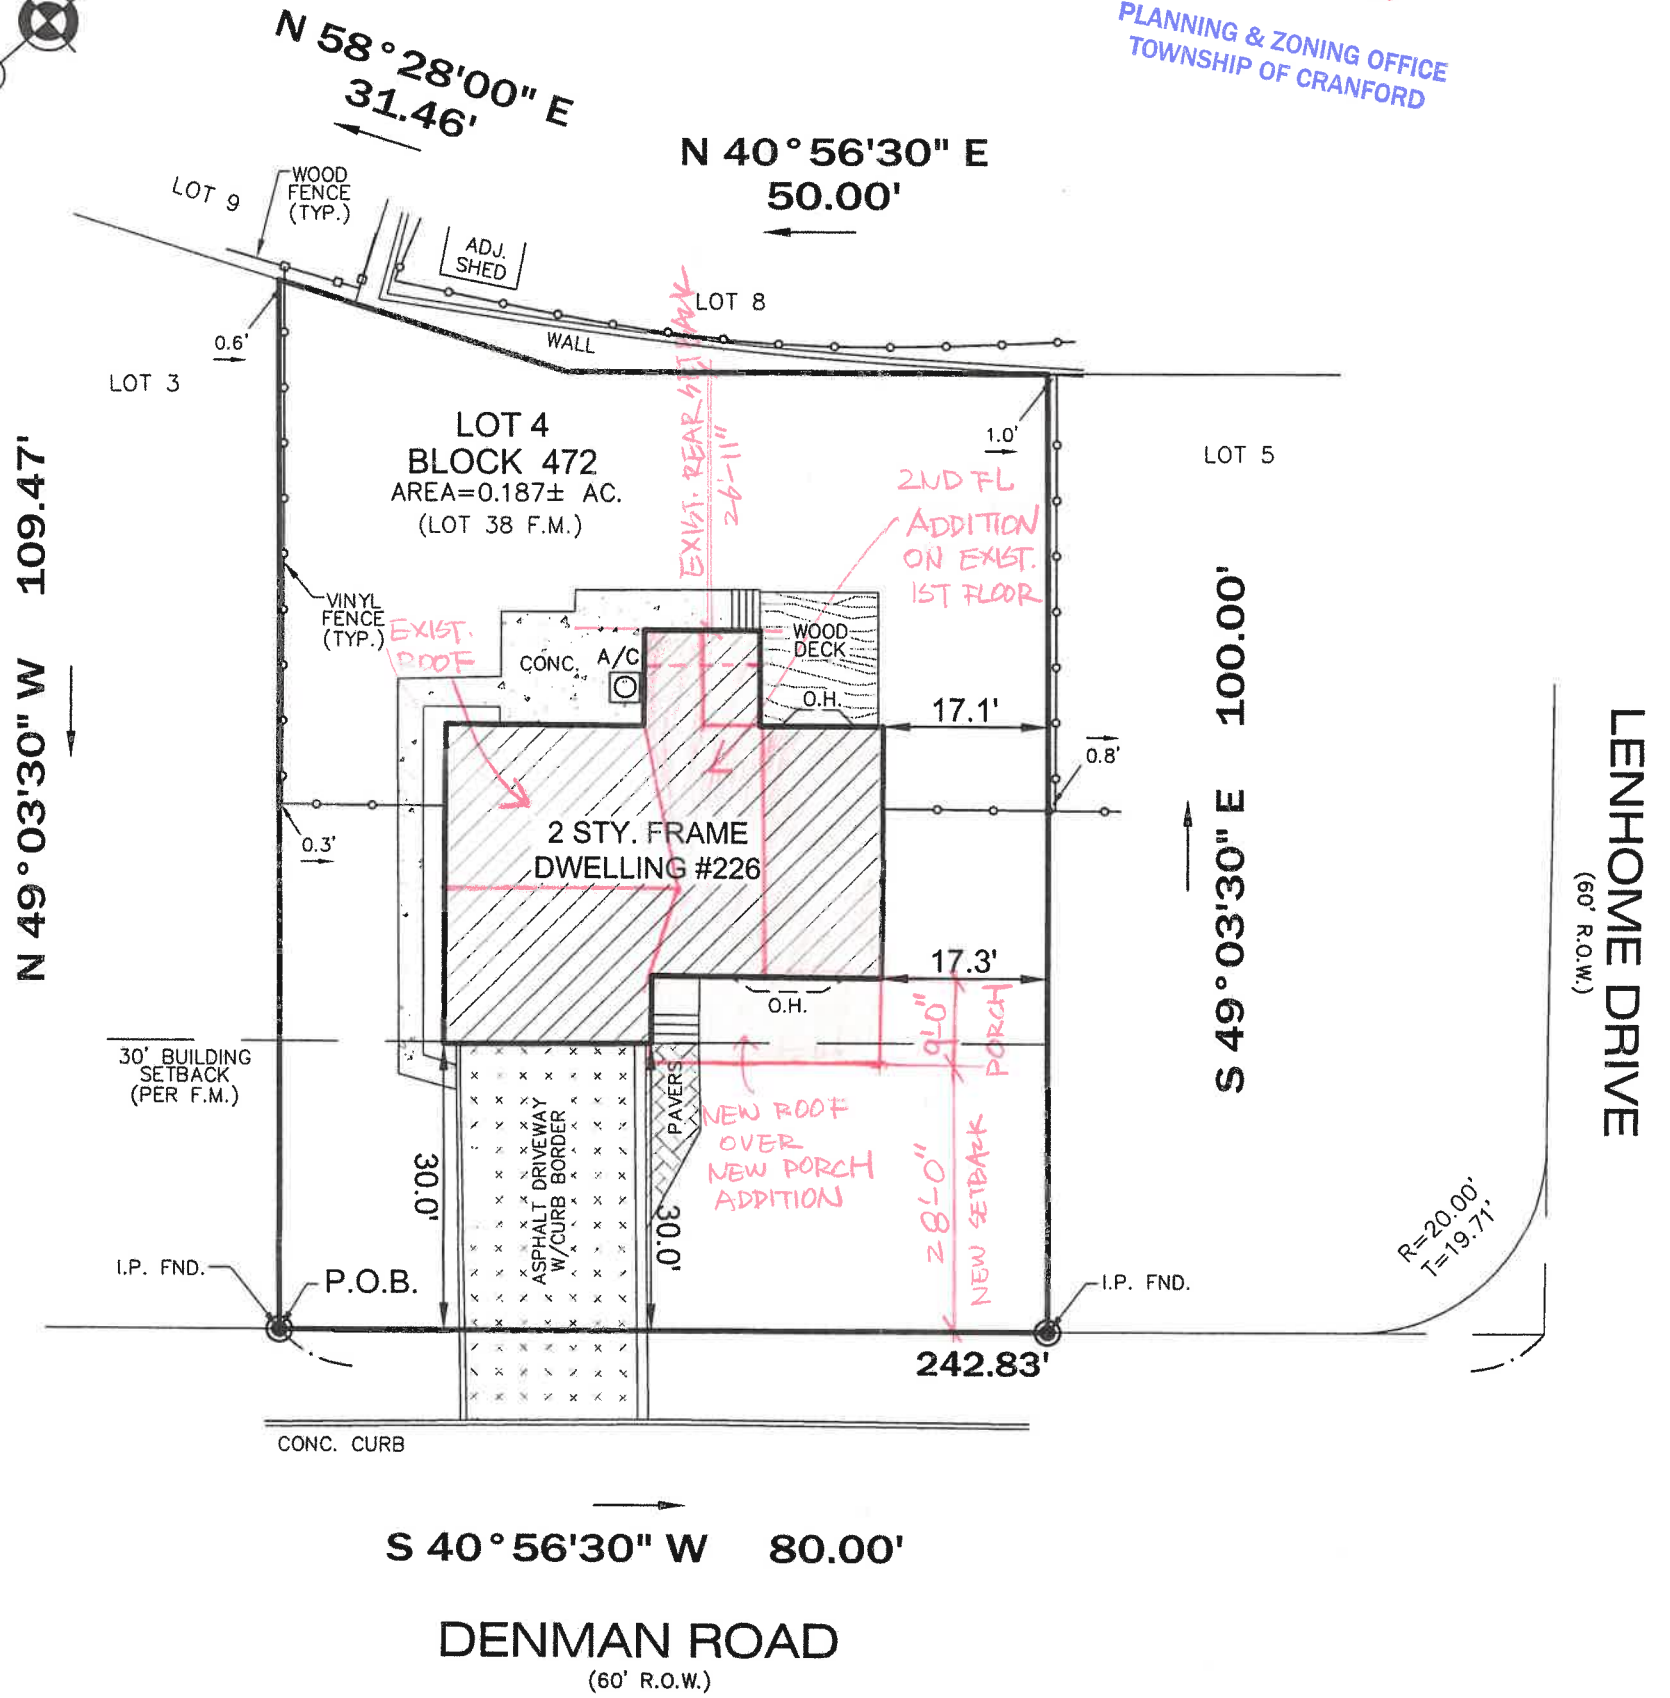 PLANNING & ZONING OFFICE
TOWNSHIP OF CRANFORD
N 58°28'00" E
31.46'
N 40°56'30" E
50.00'
LOT 9
WOOD
FENCE
(TYP.)
ADJ.
SHED
LOT 8
WALL
0.6'
LOT 3
LOT 4
BLOCK 472
AREA=0.187± AC.
(LOT 38 F.M.)
EXIST. REAR SETBACK
26'-11"
1.0'
LOT 5
2ND FL
ADDITION
ON EXIST.
1ST FLOOR
N 49°03'30" W 109.47'
VINYL
FENCE
(TYP.)
EXIST.
ROOF
CONC.
A/C
WOOD
DECK
O.H.
17.1'
0.8'
S 49°03'30" E 100.00'
LENHOME DRIVE
(60' R.O.W.)
0.3'
2 STY. FRAME
DWELLING #226
17.3'
O.H.
9'-0"
PORCH
30' BUILDING
SETBACK
(PER F.M.)
PAVERS
NEW ROOF
OVER
NEW PORCH
ADDITION
28'-0"
NEW SETBACK
30.0'
ASPHALT DRIVEWAY
W/CURB BORDER
30.0'
R=20.00'
T=19.71'
I.P. FND.
P.O.B.
I.P. FND.
242.83'
CONC. CURB
S 40°56'30" W 80.00'
DENMAN ROAD
(60' R.O.W.)